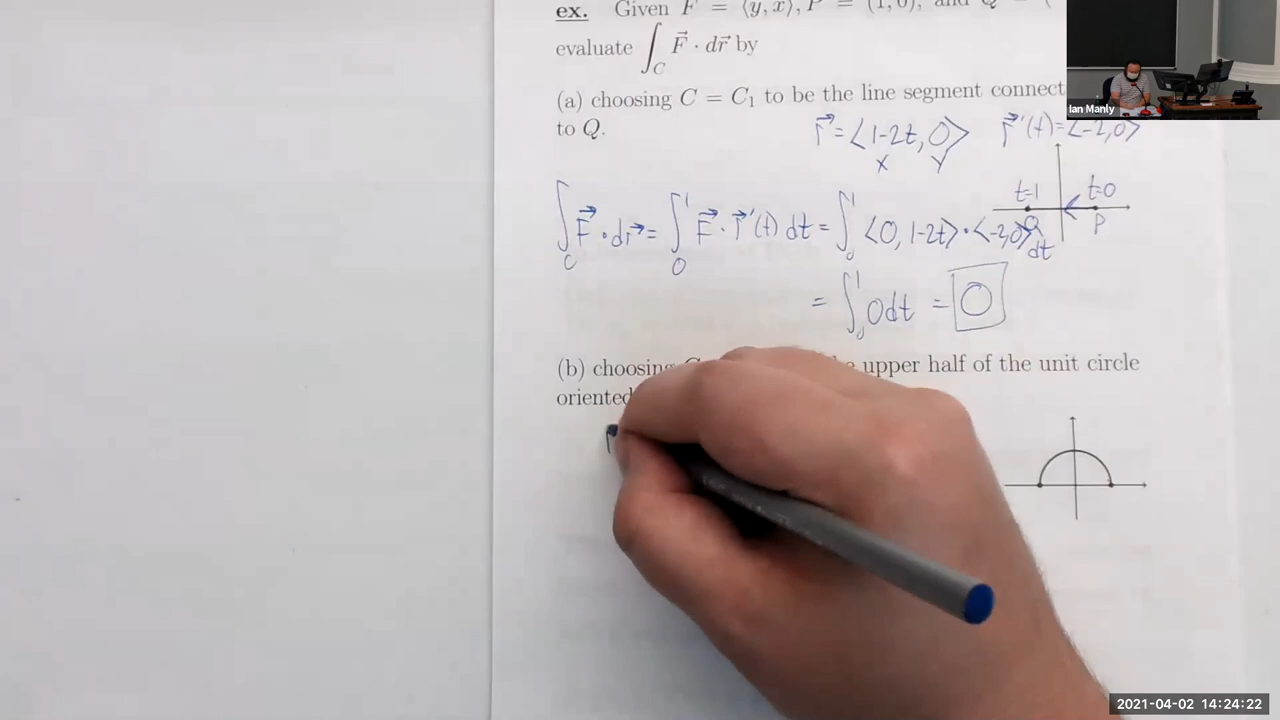 ex. Given F⃗ = ⟨y, x⟩, P = (1, 0), and Q = (
evaluate ∫_C F⃗ · dr⃗ by
(a) choosing C = C₁ to be the line segment connect
to Q.
r⃗ = <1-2t, 0> r⃗'(t) = <-2,0>
x y
t=1 t=0
Q P
∫_C F⃗ · dr⃗ = ∫_0^1 F⃗ · r⃗'(t) dt = ∫_0^1 <0, 1-2t> · <-2,0> dt
= ∫_0^1 0 dt = 0
(b) choosing upper half of the unit circle
oriented
Ian Manly
2021-04-02 14:24:22